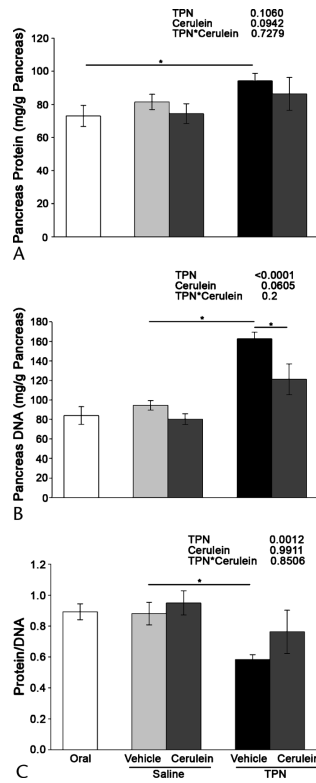 TPN 0.1060
Cerulein 0.0942
TPN*Cerulein 0.7279
Pancreas Protein (mg/g Pancreas)
120
100
80
60
40
20
0
*
A
TPN <0.0001
Cerulein 0.0605
TPN*Cerulein 0.2
Pancreas DNA (mg/g Pancreas)
180
160
140
120
100
80
60
40
20
0
*
*
B
TPN 0.0012
Cerulein 0.9911
TPN*Cerulein 0.8506
Protein/DNA
1.2
1.0
0.8
0.6
0.4
0.2
0.0
*
Oral Vehicle Cerulein Vehicle Cerulein
Saline TPN
C